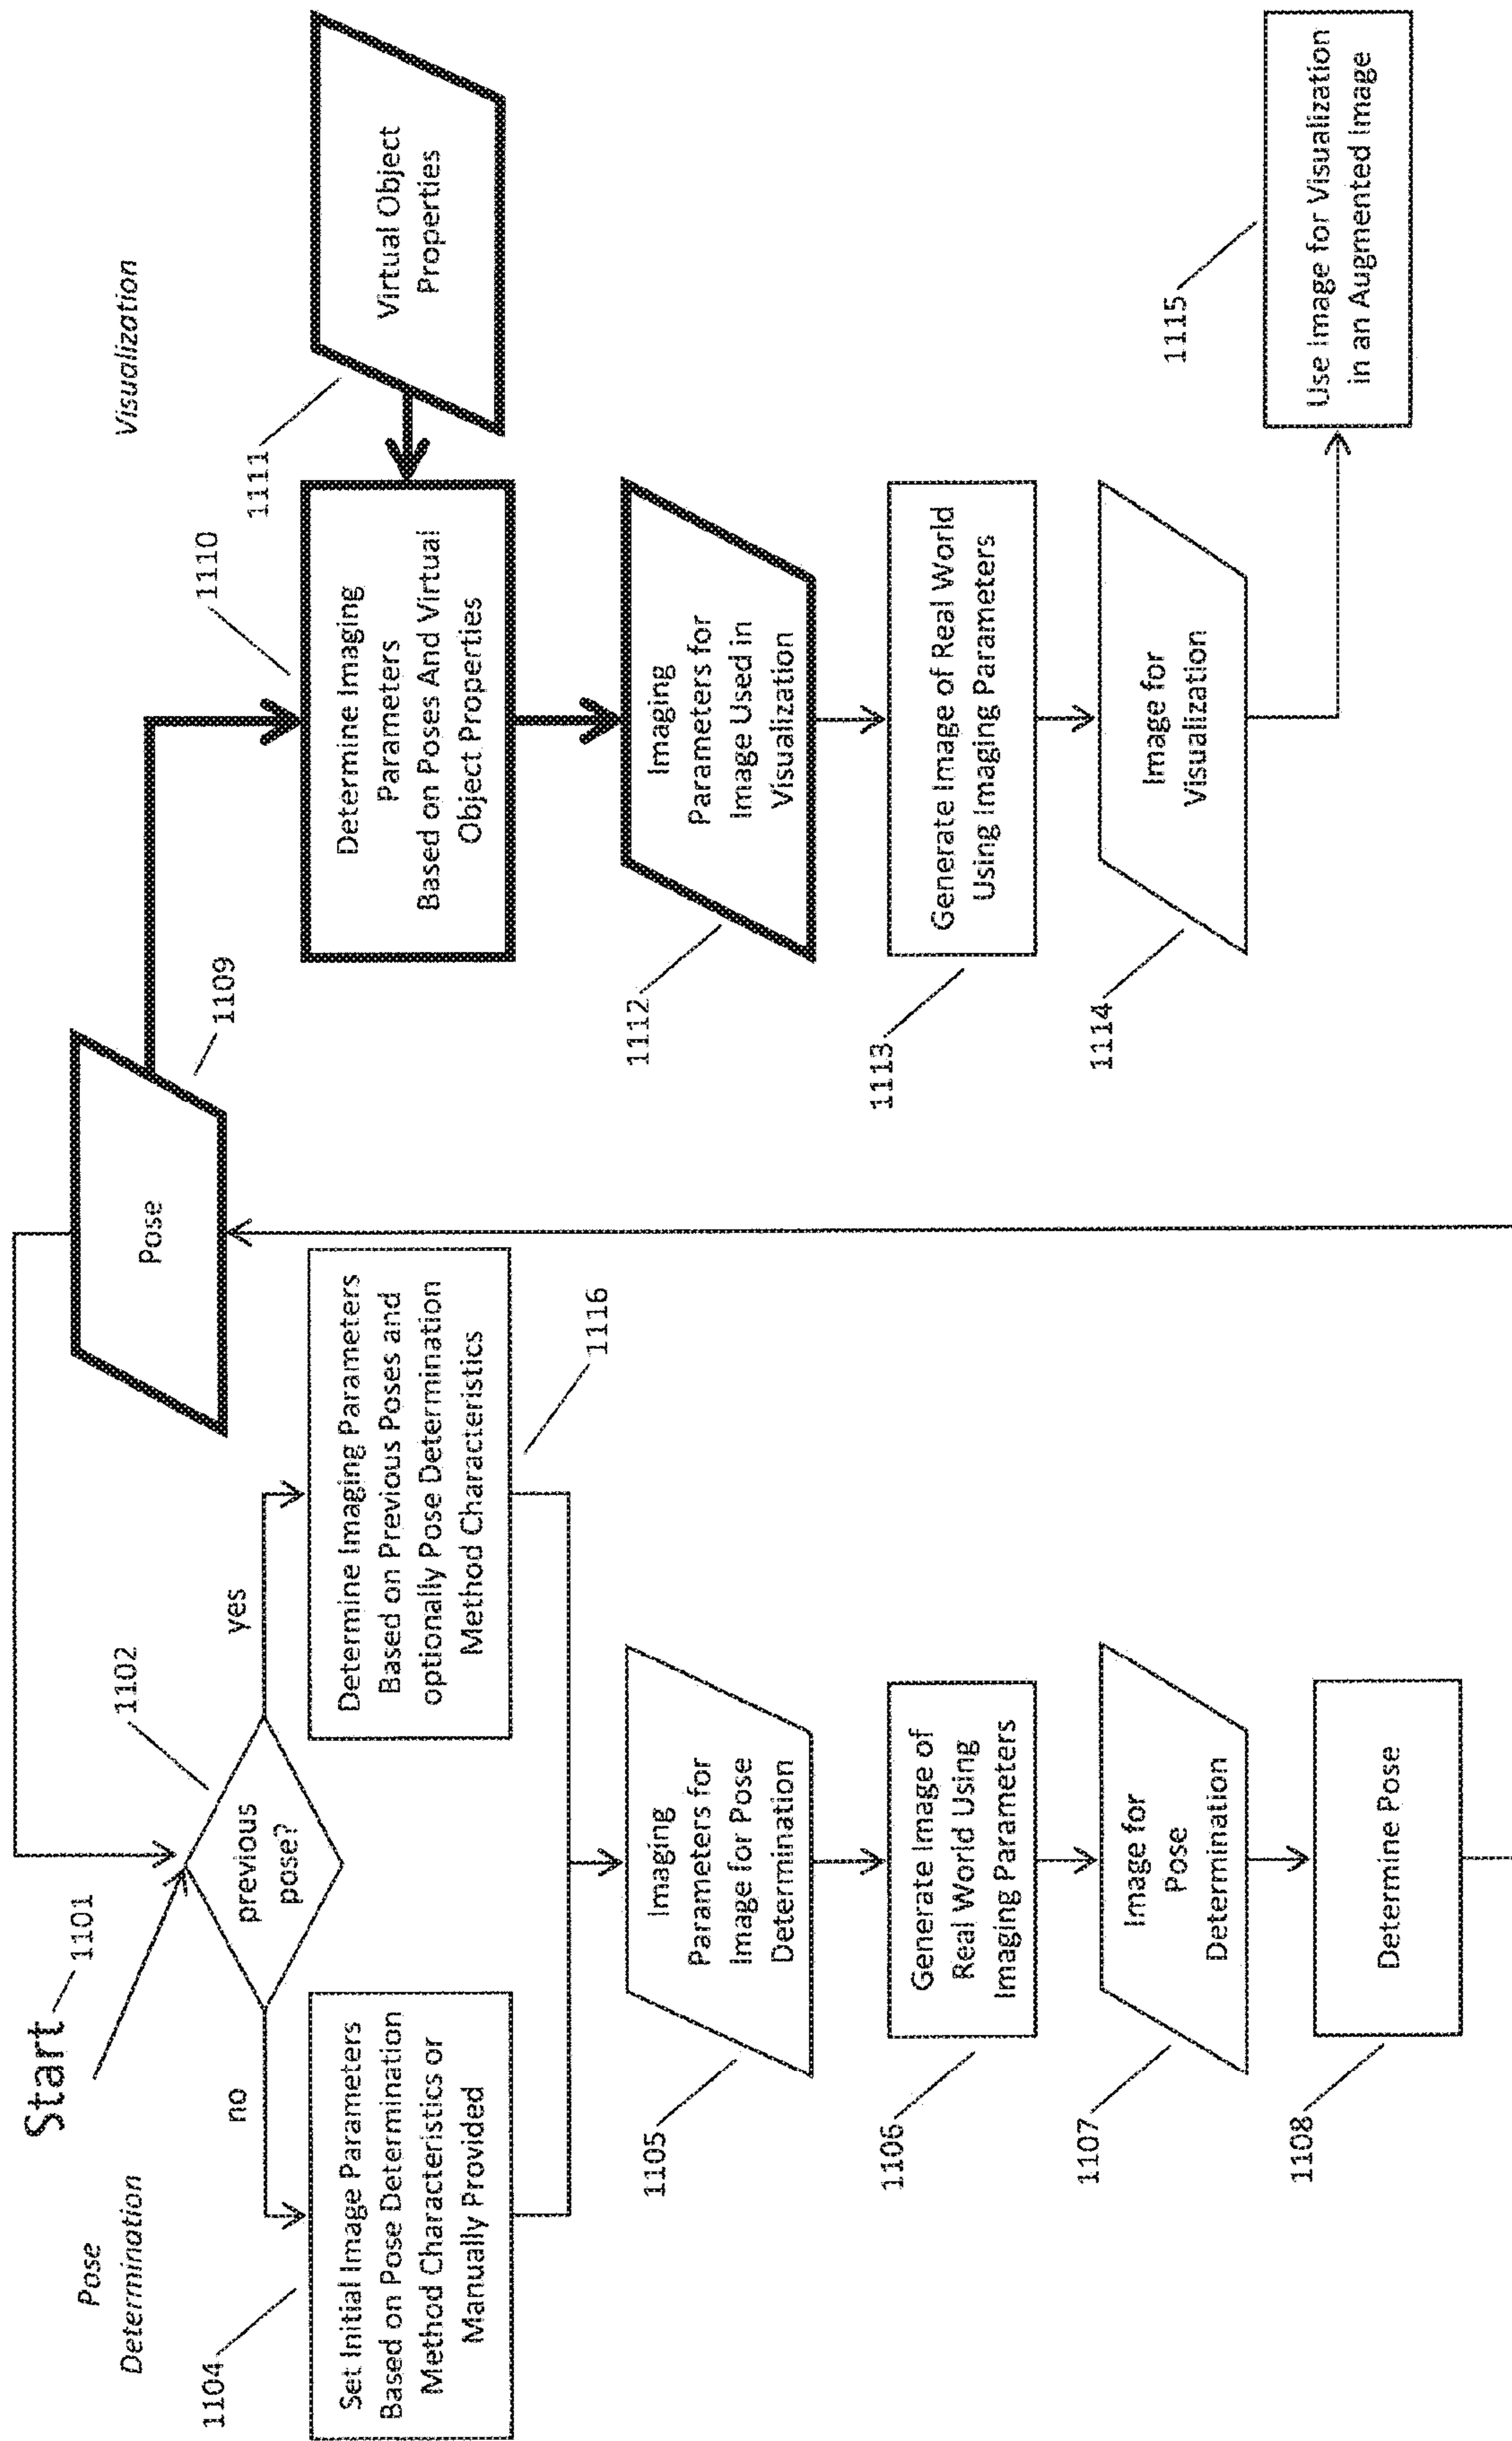 Pose
Determination
Start
1101
1102
previous
pose?
no
yes
1104
Set Initial Image Parameters
Based on Pose Determination
Method Characteristics or
Manually Provided
Determine Imaging Parameters
Based on Previous Poses and
optionally Pose Determination
Method Characteristics
1116
1105
Imaging
Parameters for
Image for Pose
Determination
1106
Generate Image of
Real World Using
Imaging Parameters
1107
Image for
Pose
Determination
1108
Determine Pose
Pose
1109
Visualization
1110
Determine Imaging
Parameters
Based on Poses And Virtual
Object Properties
1111
Virtual Object
Properties
1112
Imaging
Parameters for
Image Used in
Visualization
1113
Generate Image of Real World
Using Imaging Parameters
1114
Image for
Visualization
1115
Use Image for Visualization
in an Augmented Image